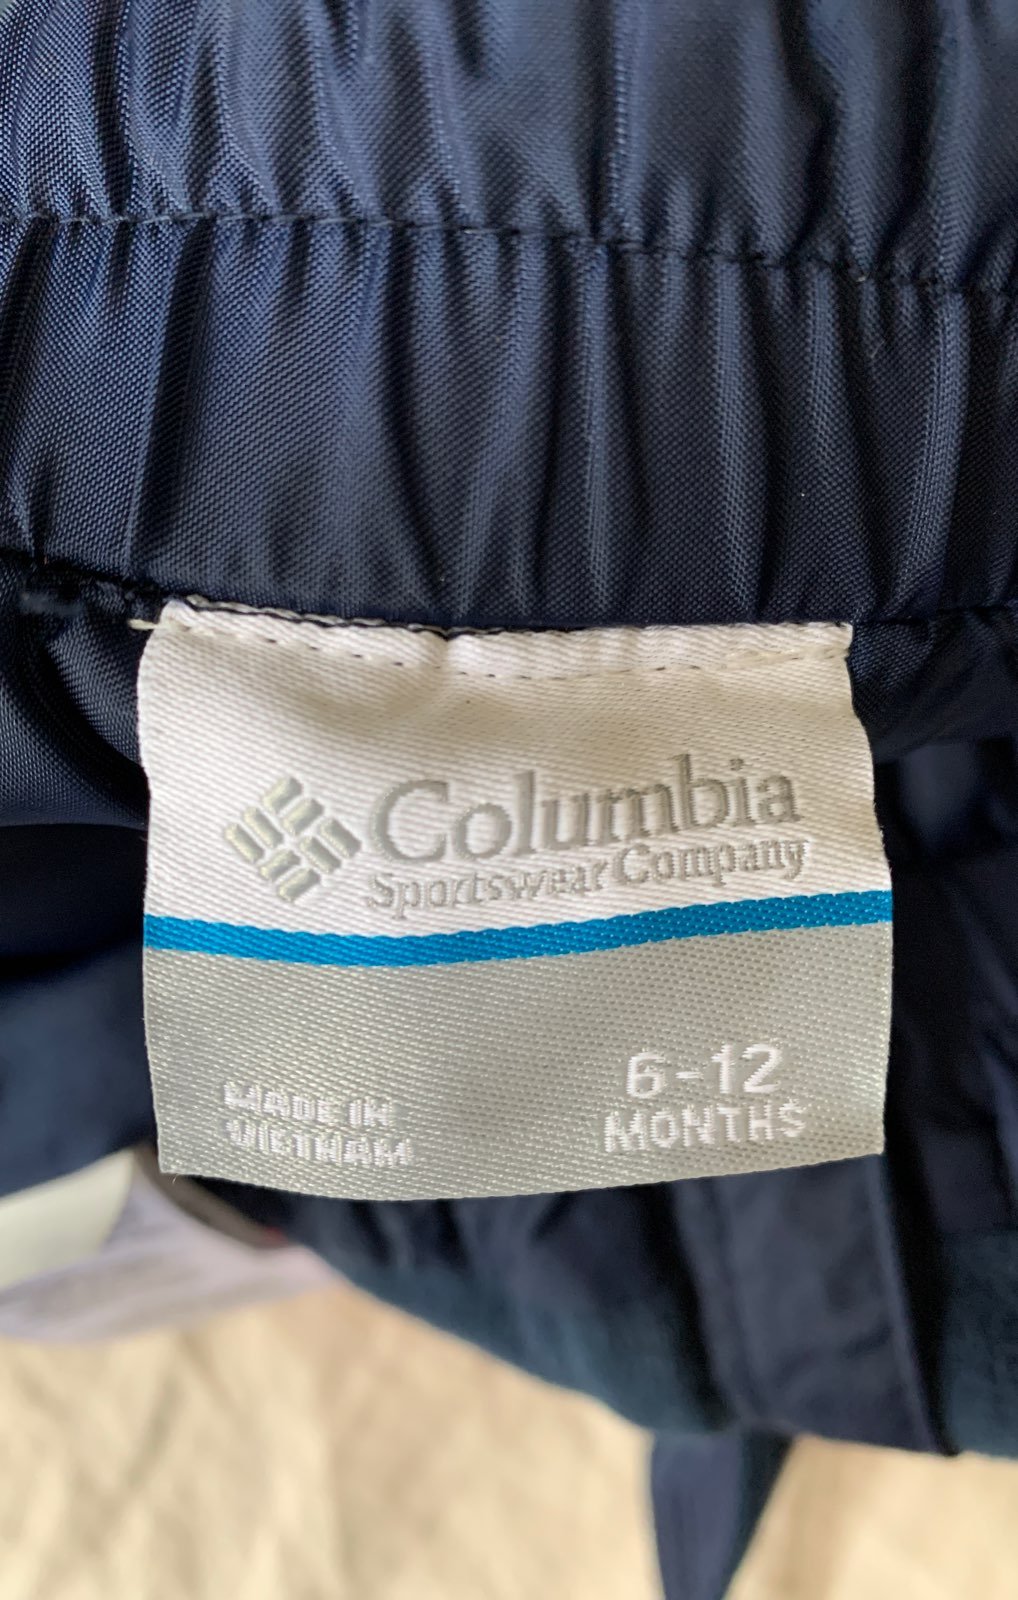 Columbia
Sportswear Company
6-12
MONTHS
MADE IN
VIETNAM